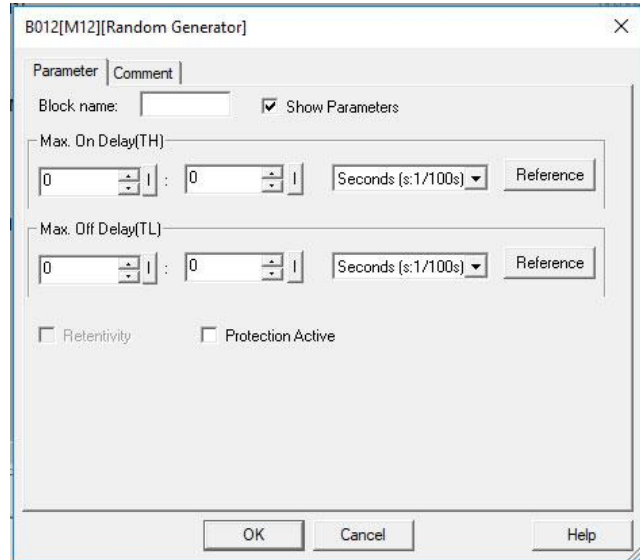 B012[M12][Random Generator]
Parameter Comment
Block name: Show Parameters
Max. On Delay(TH)
0 : 0 Seconds (s:1/100s) Reference
Max. Off Delay(TL)
0 : 0 Seconds (s:1/100s) Reference
Retentivity Protection Active
OK Cancel Help